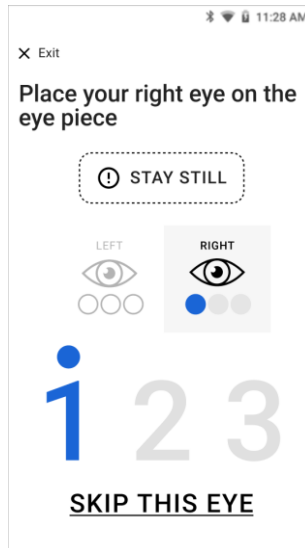 11:28 AM
Exit
Place your right eye on the
eye piece
STAY STILL
LEFT
RIGHT
1 2 3
SKIP THIS EYE